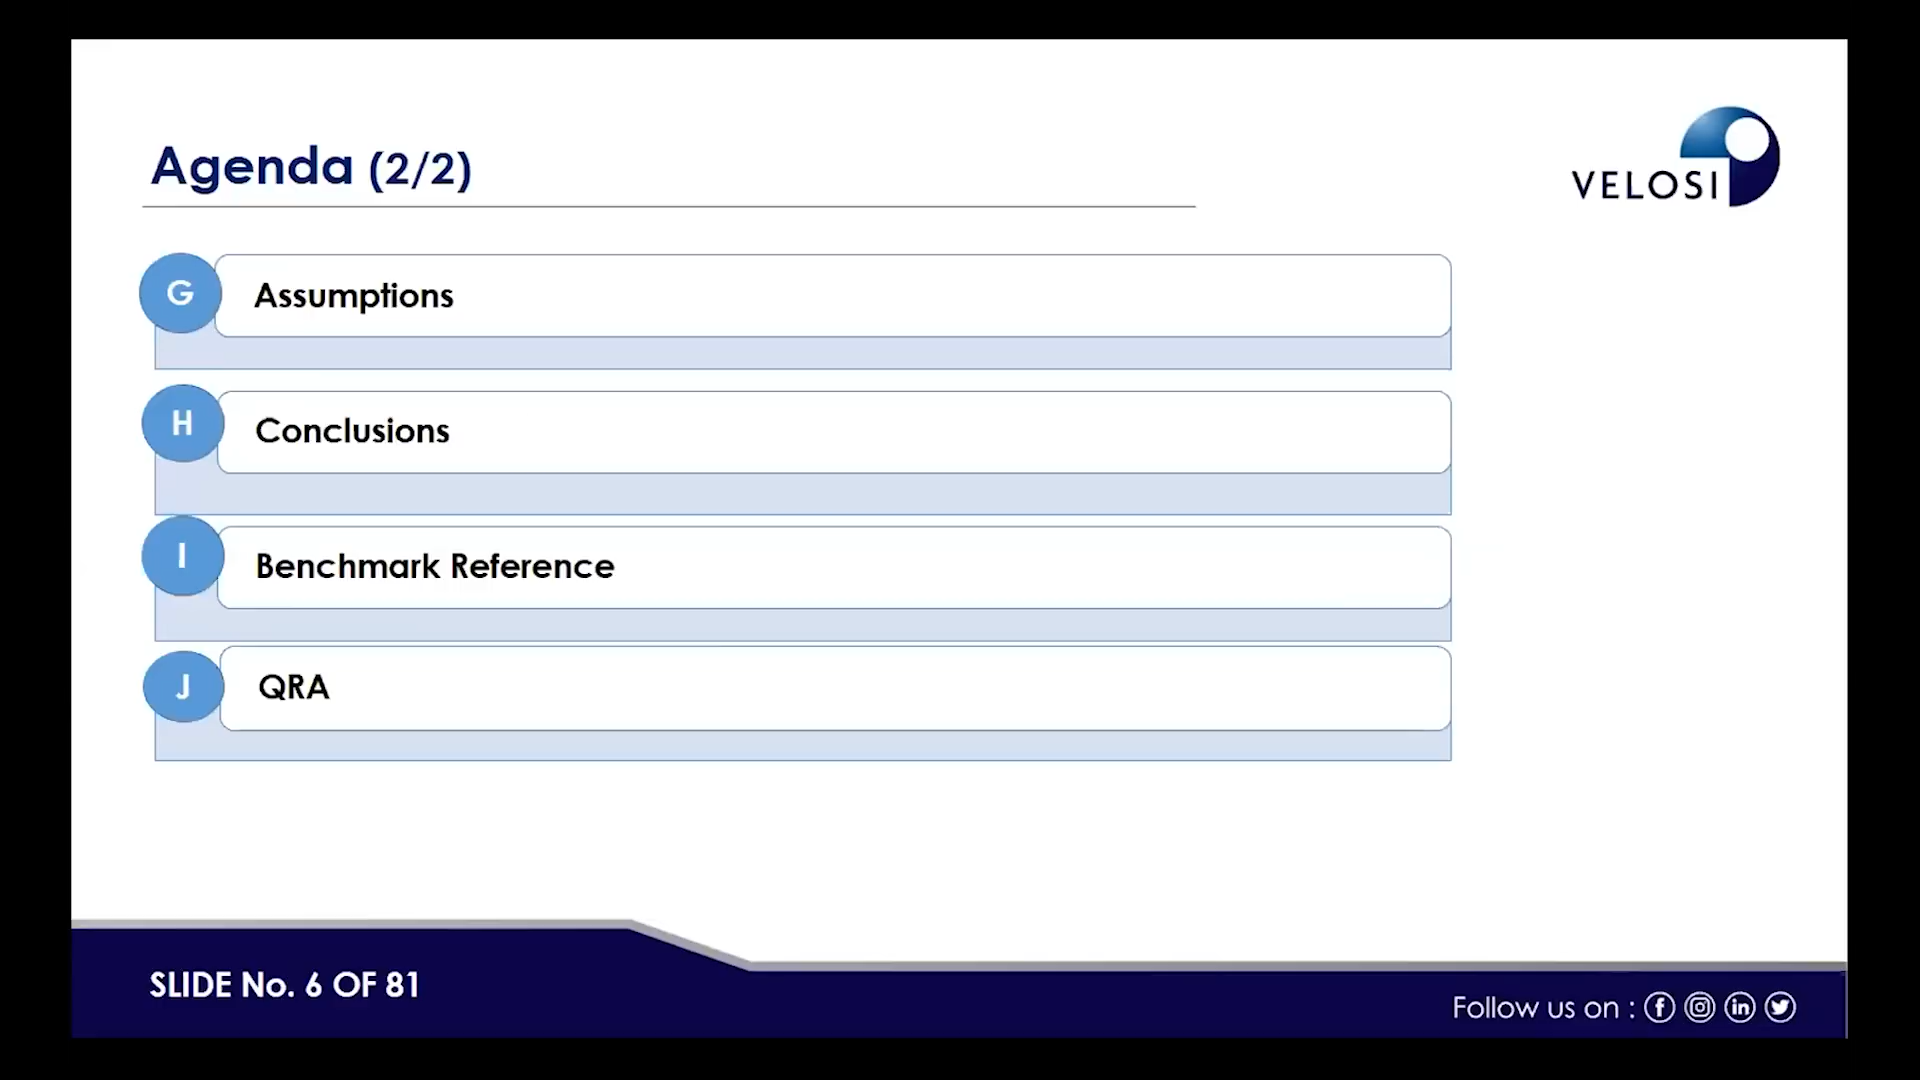 Agenda (2/2)
VELOSI
G
Assumptions
H
Conclusions
I
Benchmark Reference
J
QRA
SLIDE No. 6 OF 81
Follow us on :